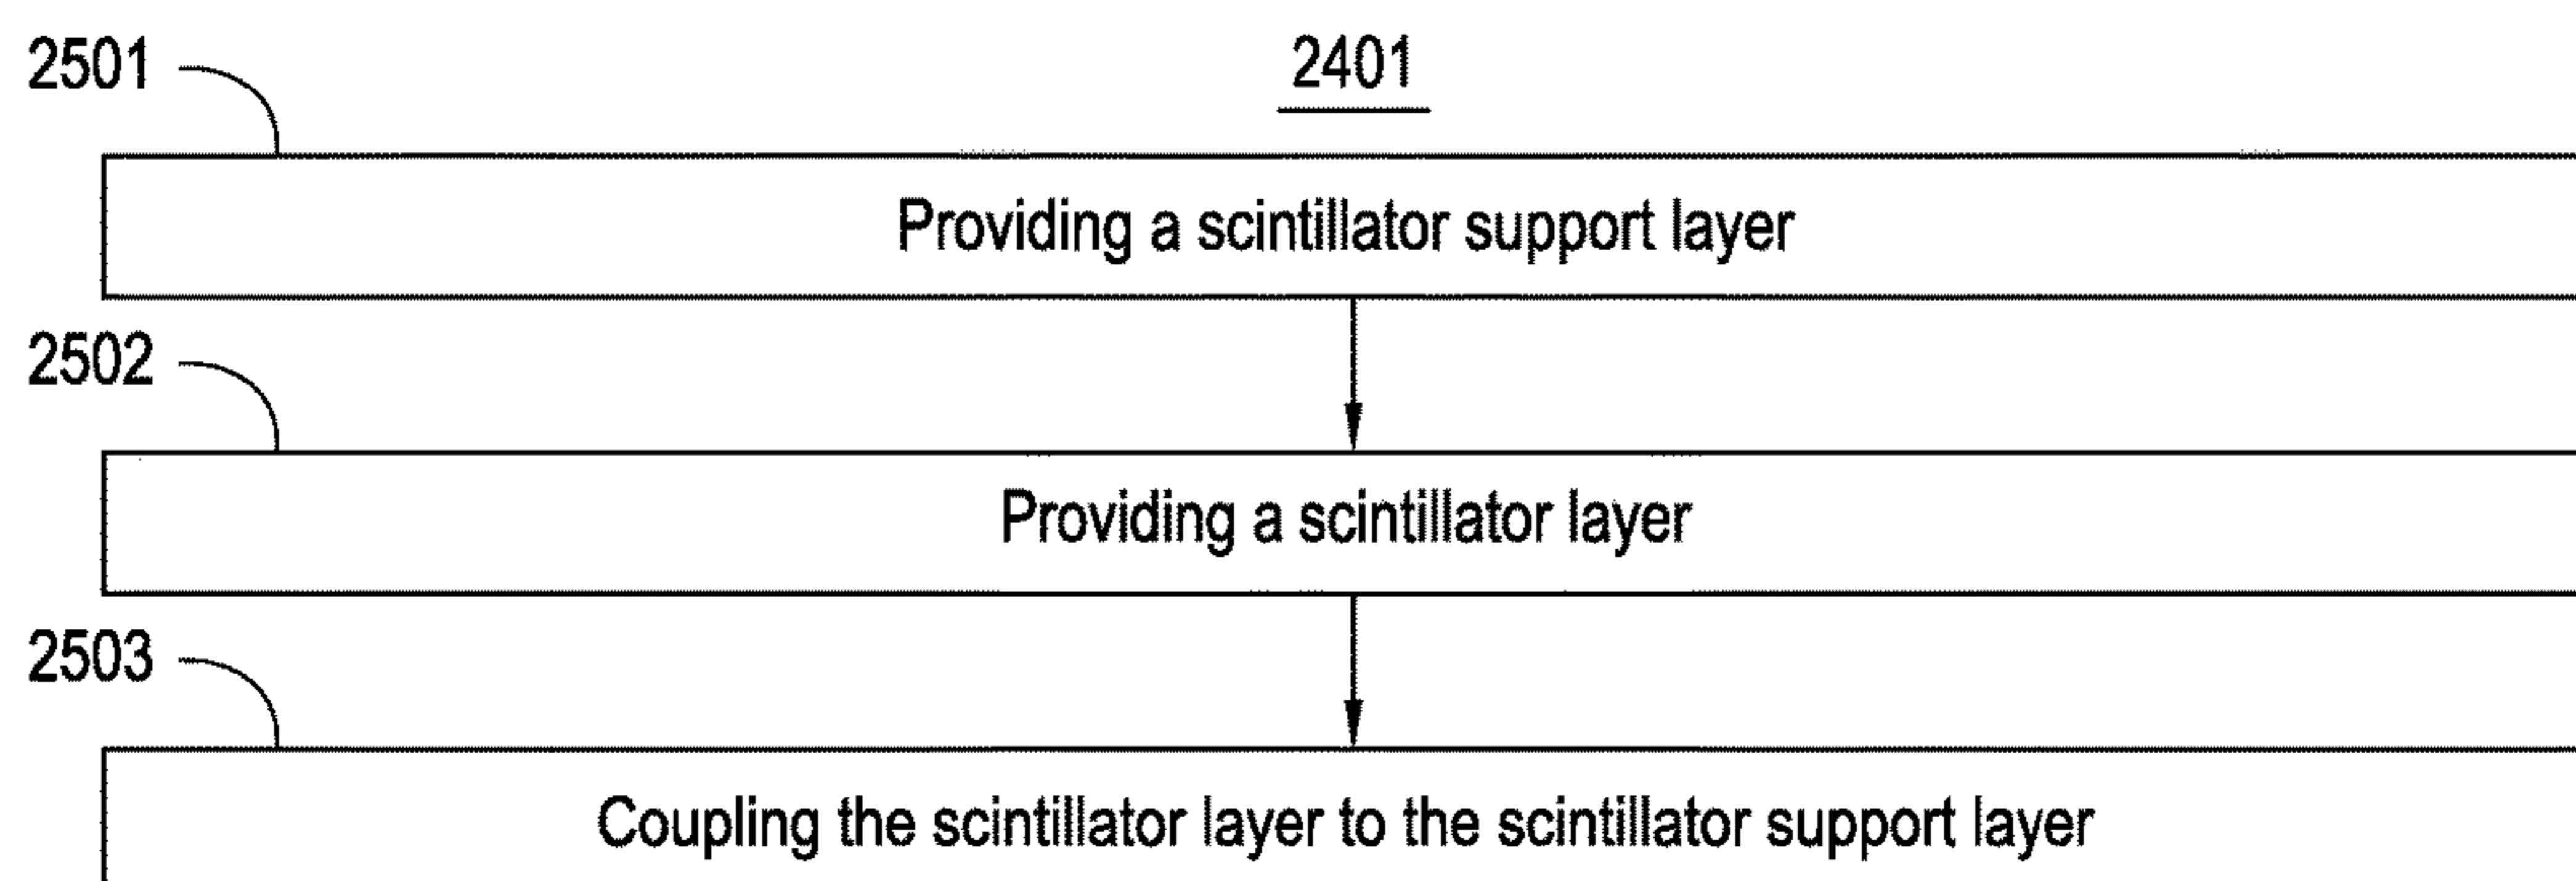 2401
2501
Providing a scintillator support layer
2502
Providing a scintillator layer
2503
Coupling the scintillator layer to the scintillator support layer